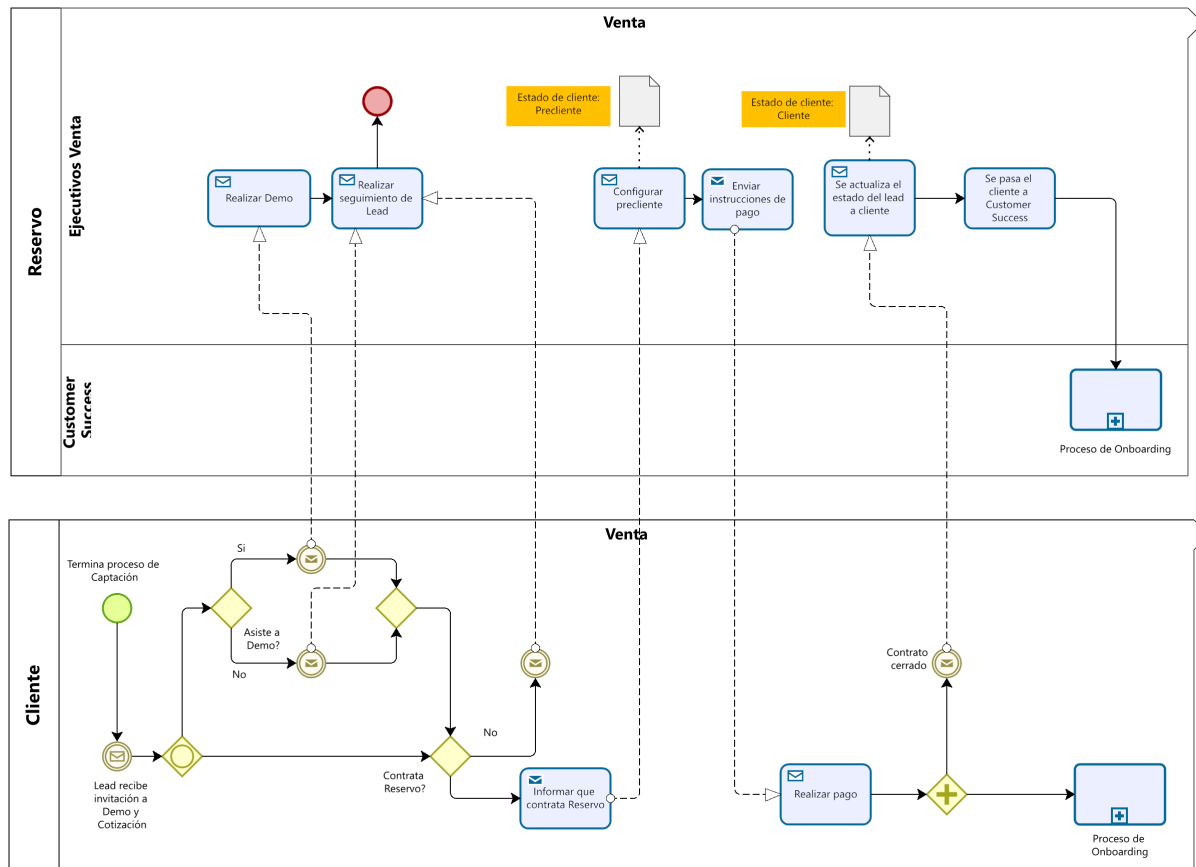 Venta
Reservo
Ejecutivos Venta
Estado de cliente:
Precliente
Estado de cliente:
Cliente
Realizar Demo
Realizar
seguimiento de
Lead
Configurar
precliente
Enviar
instrucciones de
pago
Se actualiza el
estado del lead
a cliente
Se pasa el
cliente a
Customer
Success
Customer
Success
Proceso de Onboarding
Venta
Cliente
Termina proceso de
Captación
Si
Asiste a
Demo?
No
Contrato
cerrado
No
Lead recibe
invitación a
Demo y
Cotización
Contrata
Reservo?
Informar que
contrata Reservo
Realizar pago
Proceso de
Onboarding